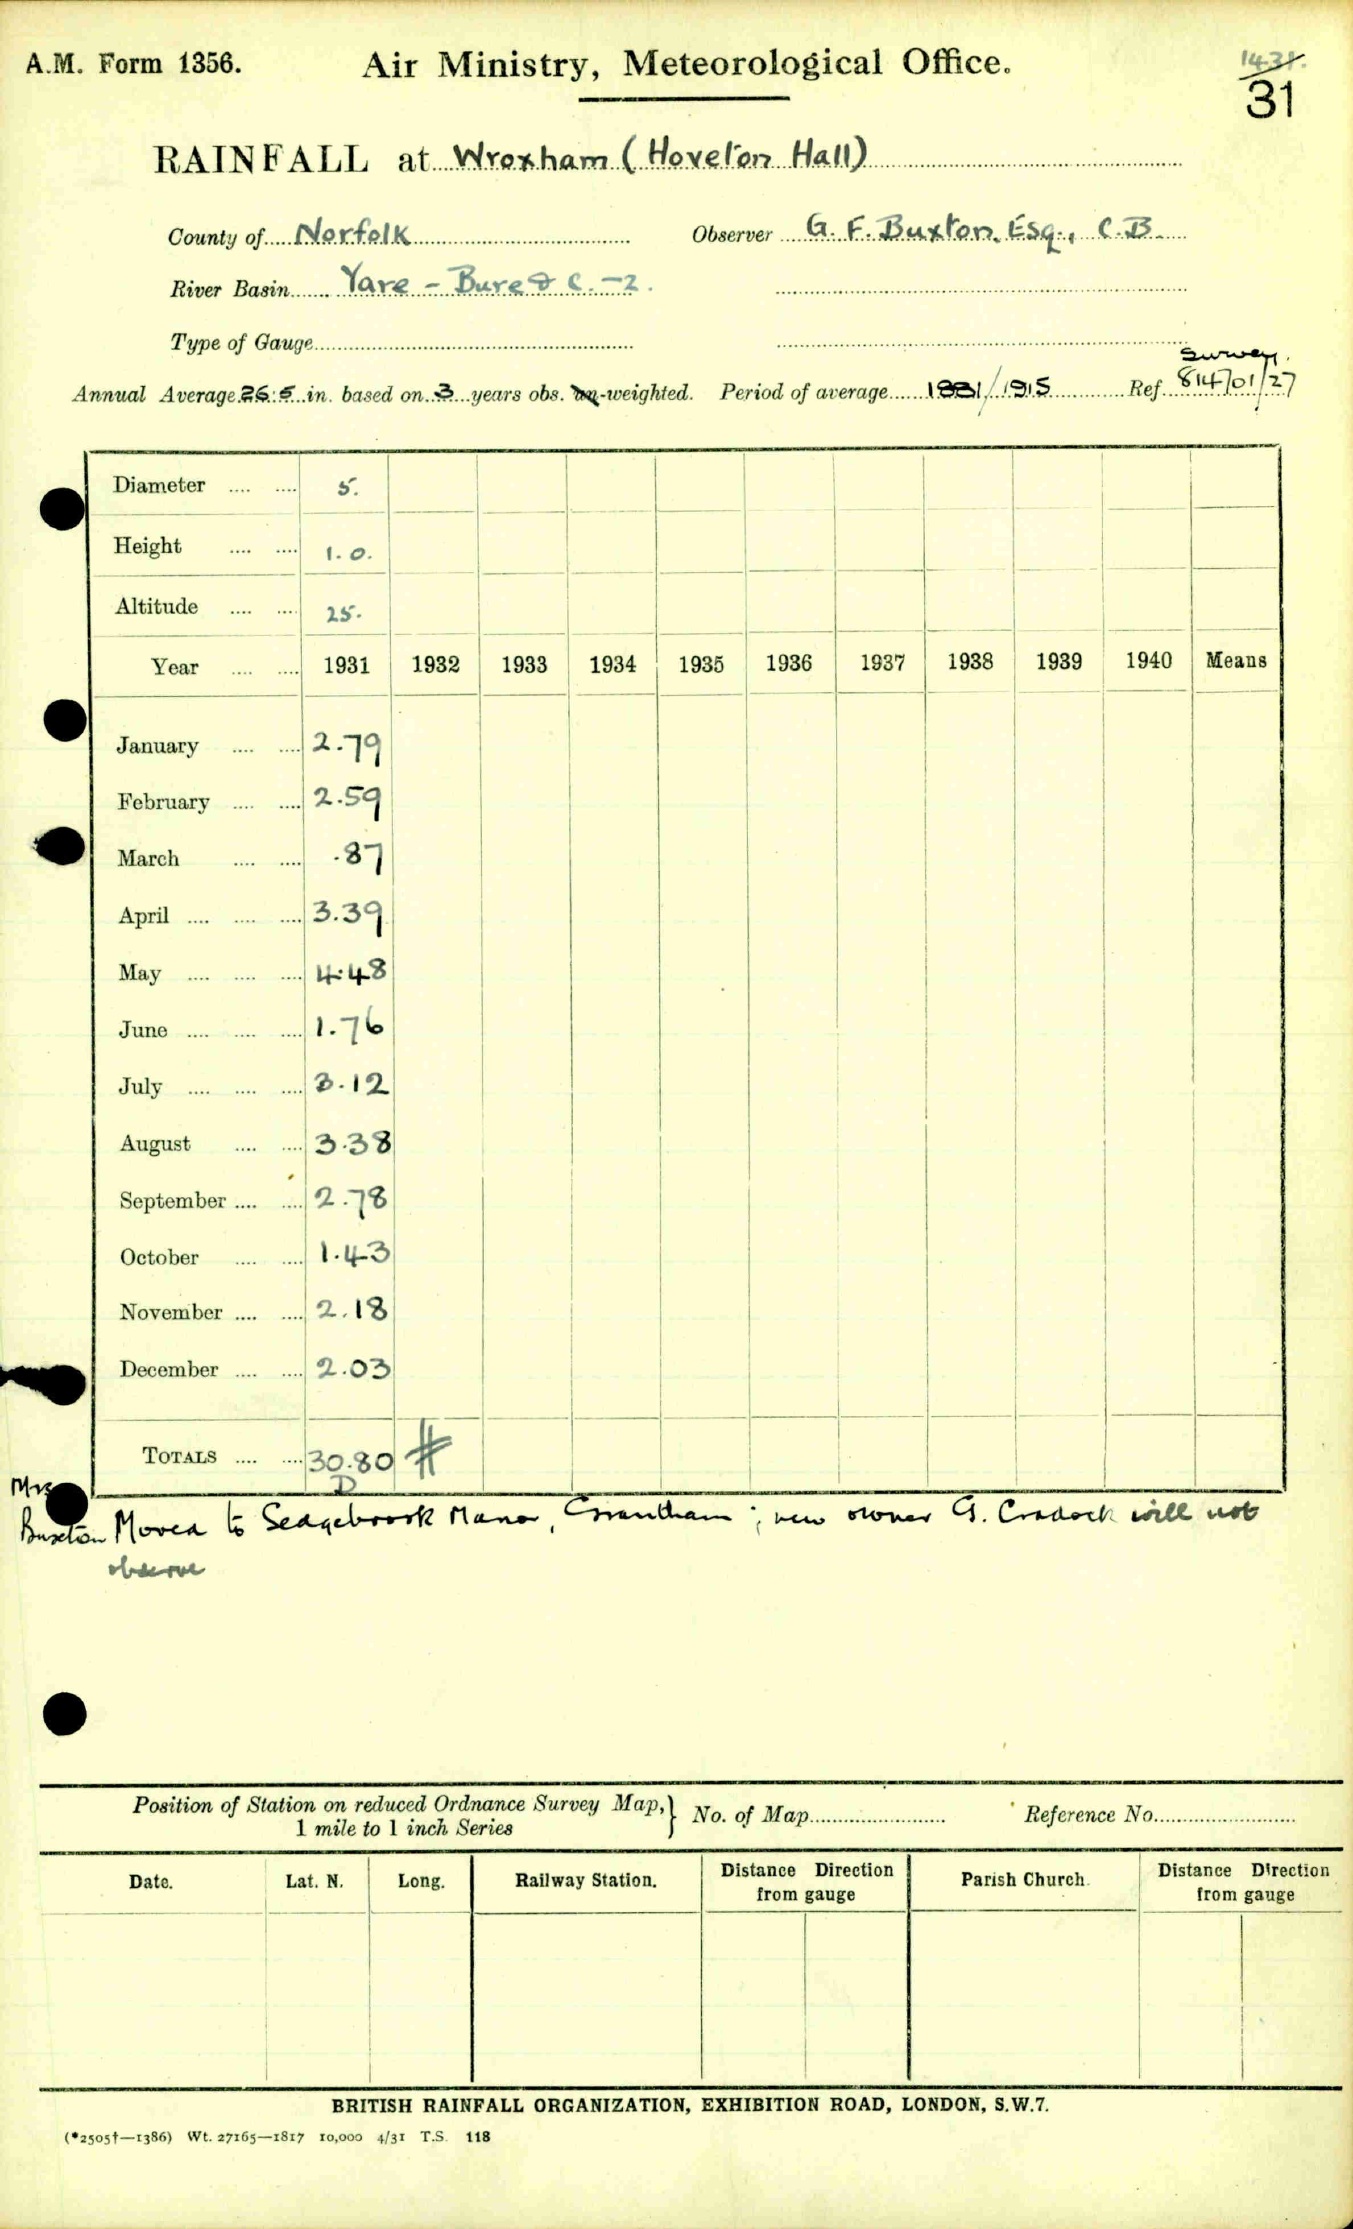 A.M. Form 1356.
Air Ministry, Meteorological Office.
1431.
31
RAINFALL at Wroxham (Hoveton Hall)
County of Norfolk Observer G. F. Buxton, Esq., C.B.
River Basin Yare - Bure & C. -2.
Type of Gauge
Survey.
Annual Average 26.5 in. based on 3 years obs. un-weighted. Period of average 1881/1915 Ref. 814701/27
Diameter .... .... 5.
Height .... .... 1.0.
Altitude .... .... 25.
Year .... .... 1931 1932 1933 1934 1935 1936 1937 1938 1939 1940 Means
January .... .... 2.79
February .... .... 2.59
March .... .... .87
April .... .... .... 3.39
May .... .... .... 4.48
June .... .... .... 1.76
July .... .... .... 3.12
August .... .... 3.38
September .... .... 2.78
October .... .... 1.43
November .... .... 2.18
December .... .... 2.03
TOTALS .... .... 30.80 #
D
Mrs
Buxton Moved to Sedgebrook Manor, Grantham; new owner G. Cradock will not
observe
Position of Station on reduced Ordnance Survey Map,} No. of Map Reference No.
1 mile to 1 inch Series
Date. Lat. N. Long. Railway Station. Distance Direction from gauge Parish Church. Distance Direction from gauge
BRITISH RAINFALL ORGANIZATION, EXHIBITION ROAD, LONDON, S.W.7.
(*2505†—1386) Wt. 27165—1817 10,000 4/31 T.S. 118